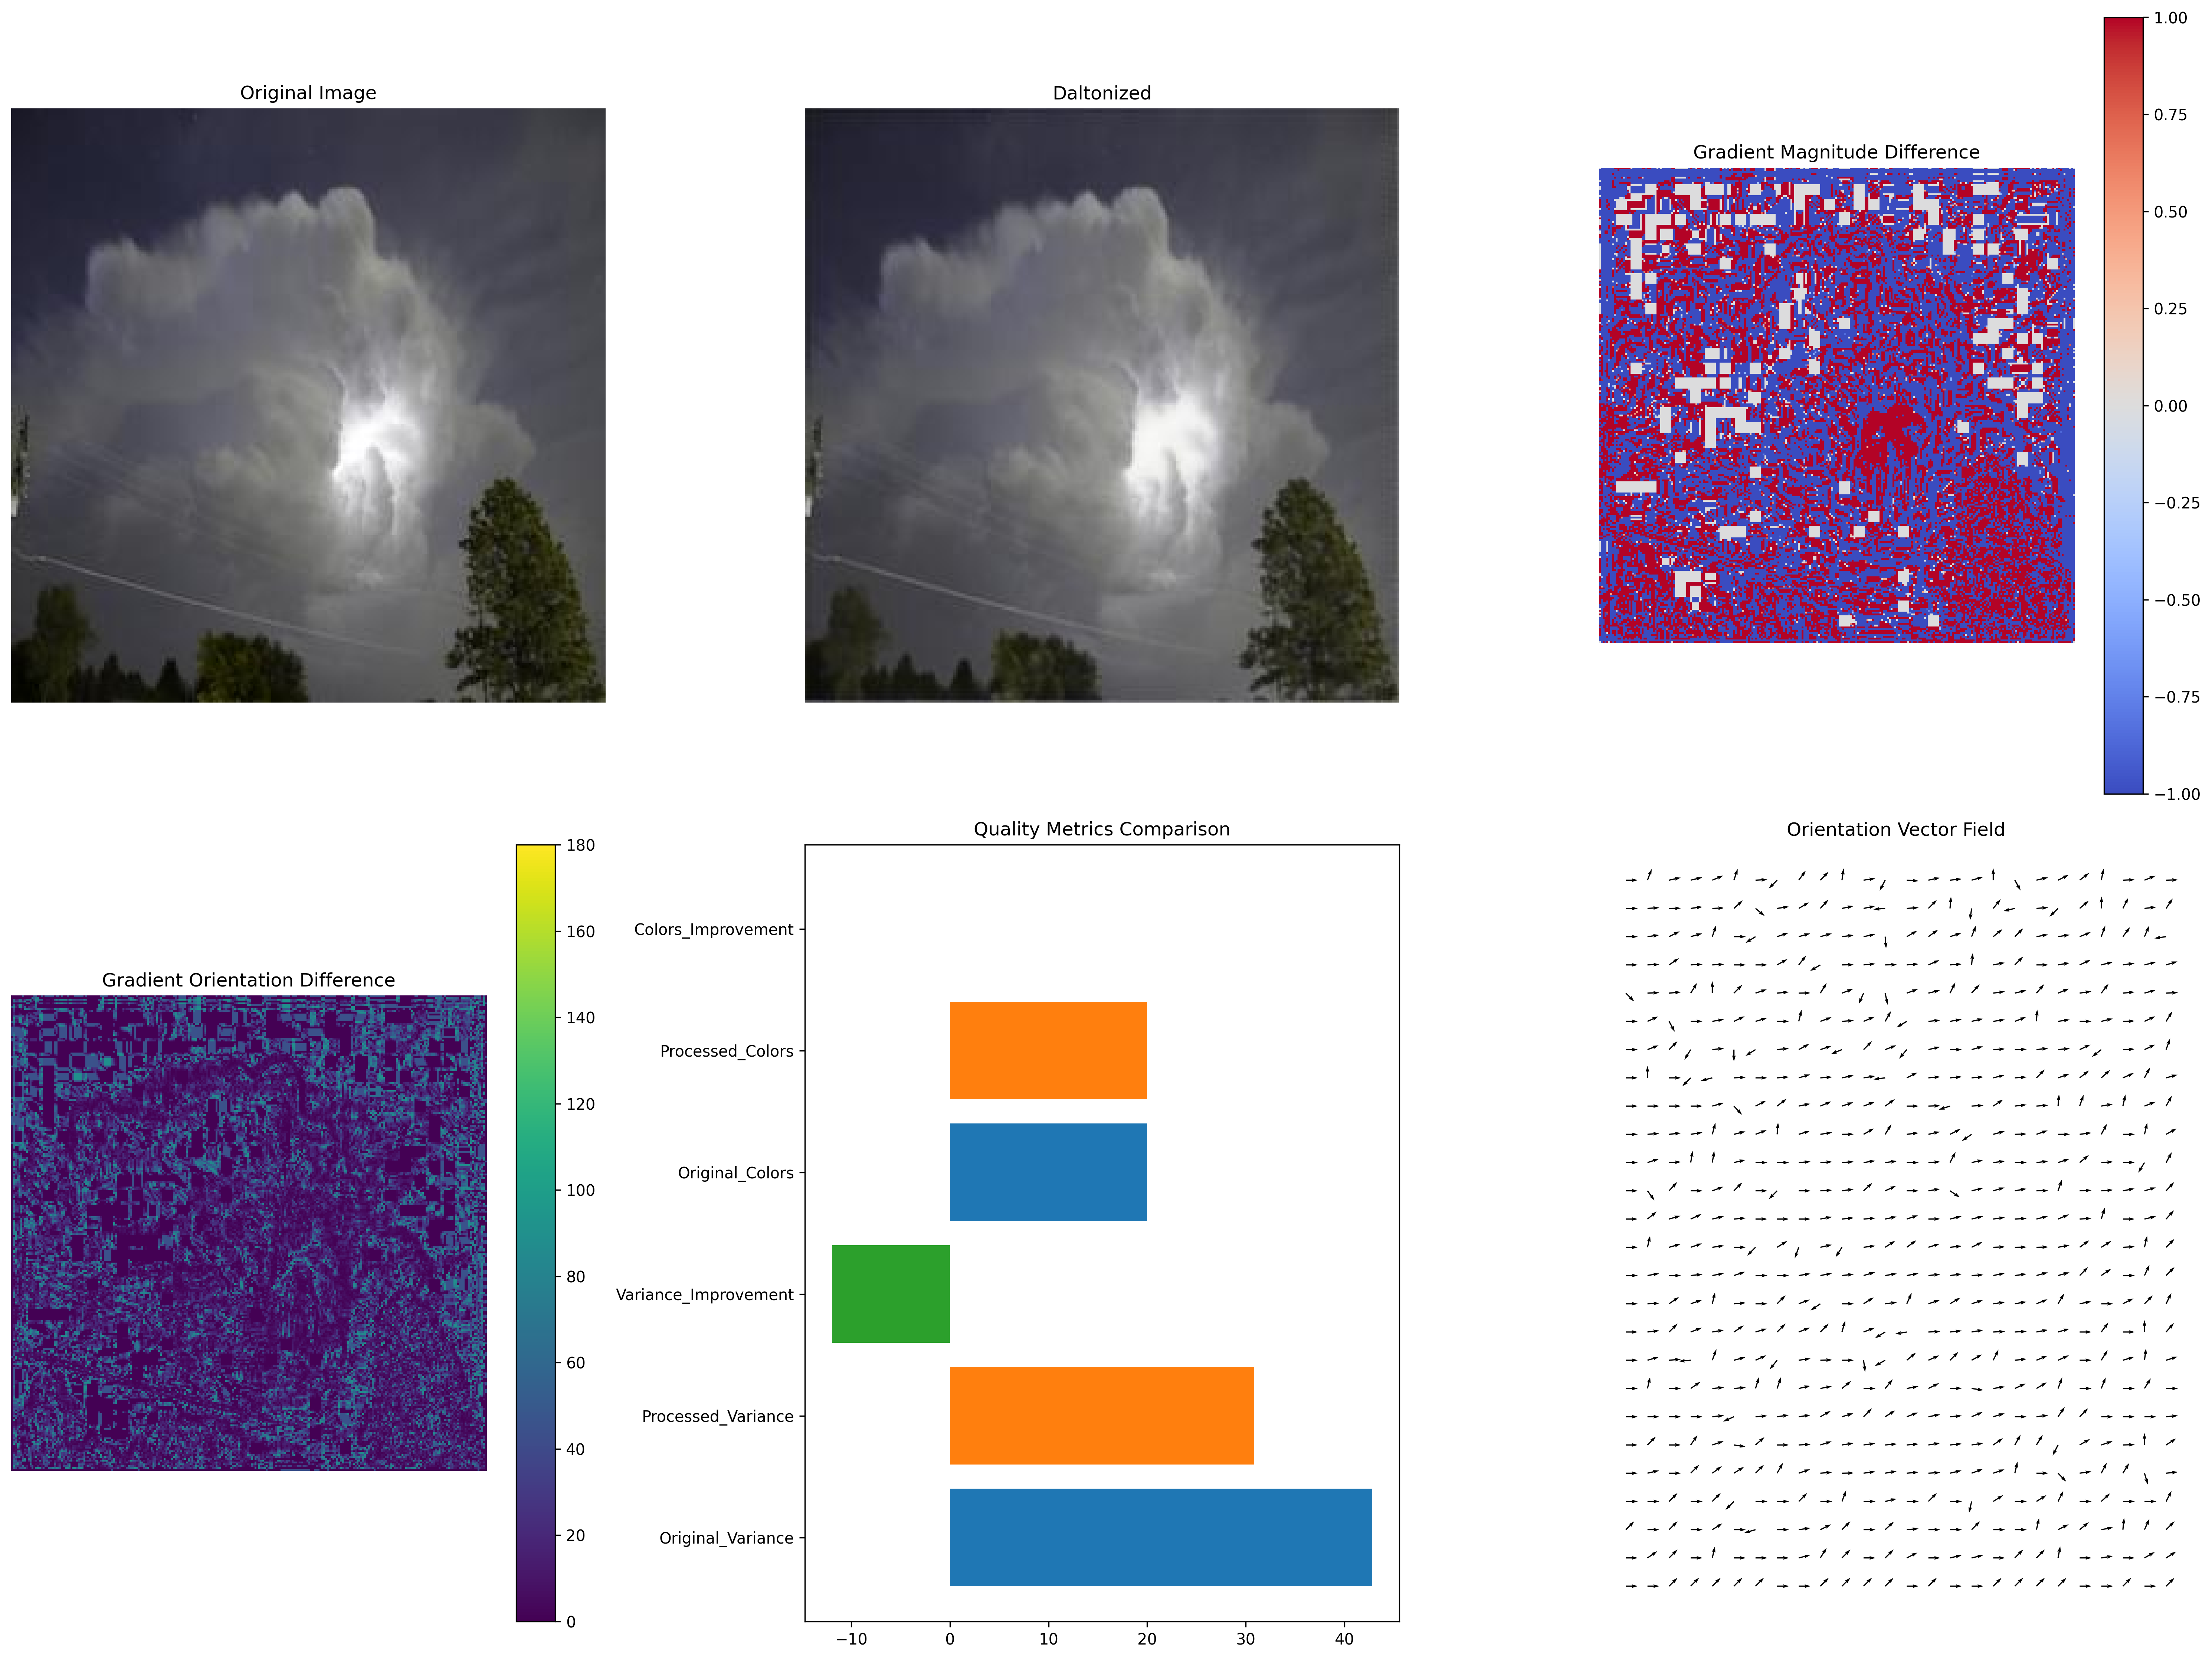 Original Image
Daltonized
Gradient Magnitude Difference
1.00
0.75
0.50
0.25
0.00
−0.25
−0.50
−0.75
−1.00
Gradient Orientation Difference
180
160
140
120
100
80
60
40
20
0
Quality Metrics Comparison
Colors_Improvement
Processed_Colors
Original_Colors
Variance_Improvement
Processed_Variance
Original_Variance
−10 0 10 20 30 40
Orientation Vector Field